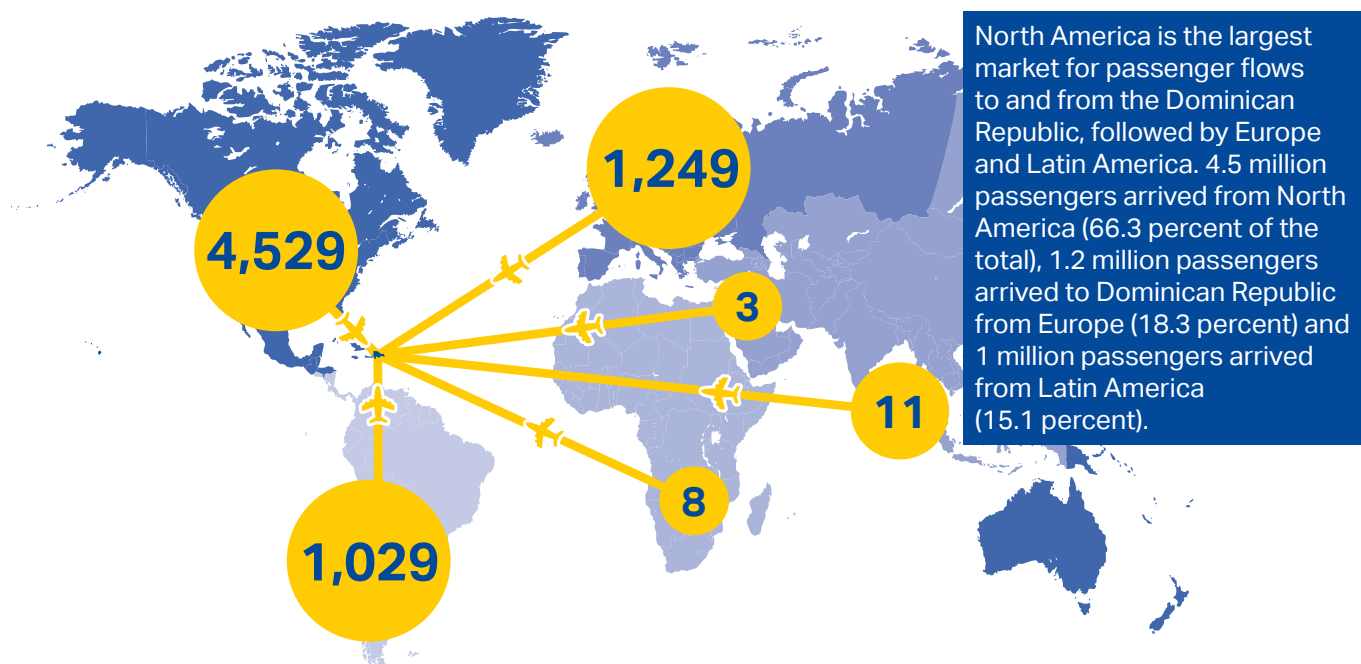 North America is the largest
market for passenger flows
to and from the Dominican
Republic, followed by Europe
and Latin America. 4.5 million
passengers arrived from North
America (66.3 percent of the
total), 1.2 million passengers
arrived to Dominican Republic
from Europe (18.3 percent) and
1 million passengers arrived
from Latin America
(15.1 percent).
1,249
4,529
3
11
8
1,029